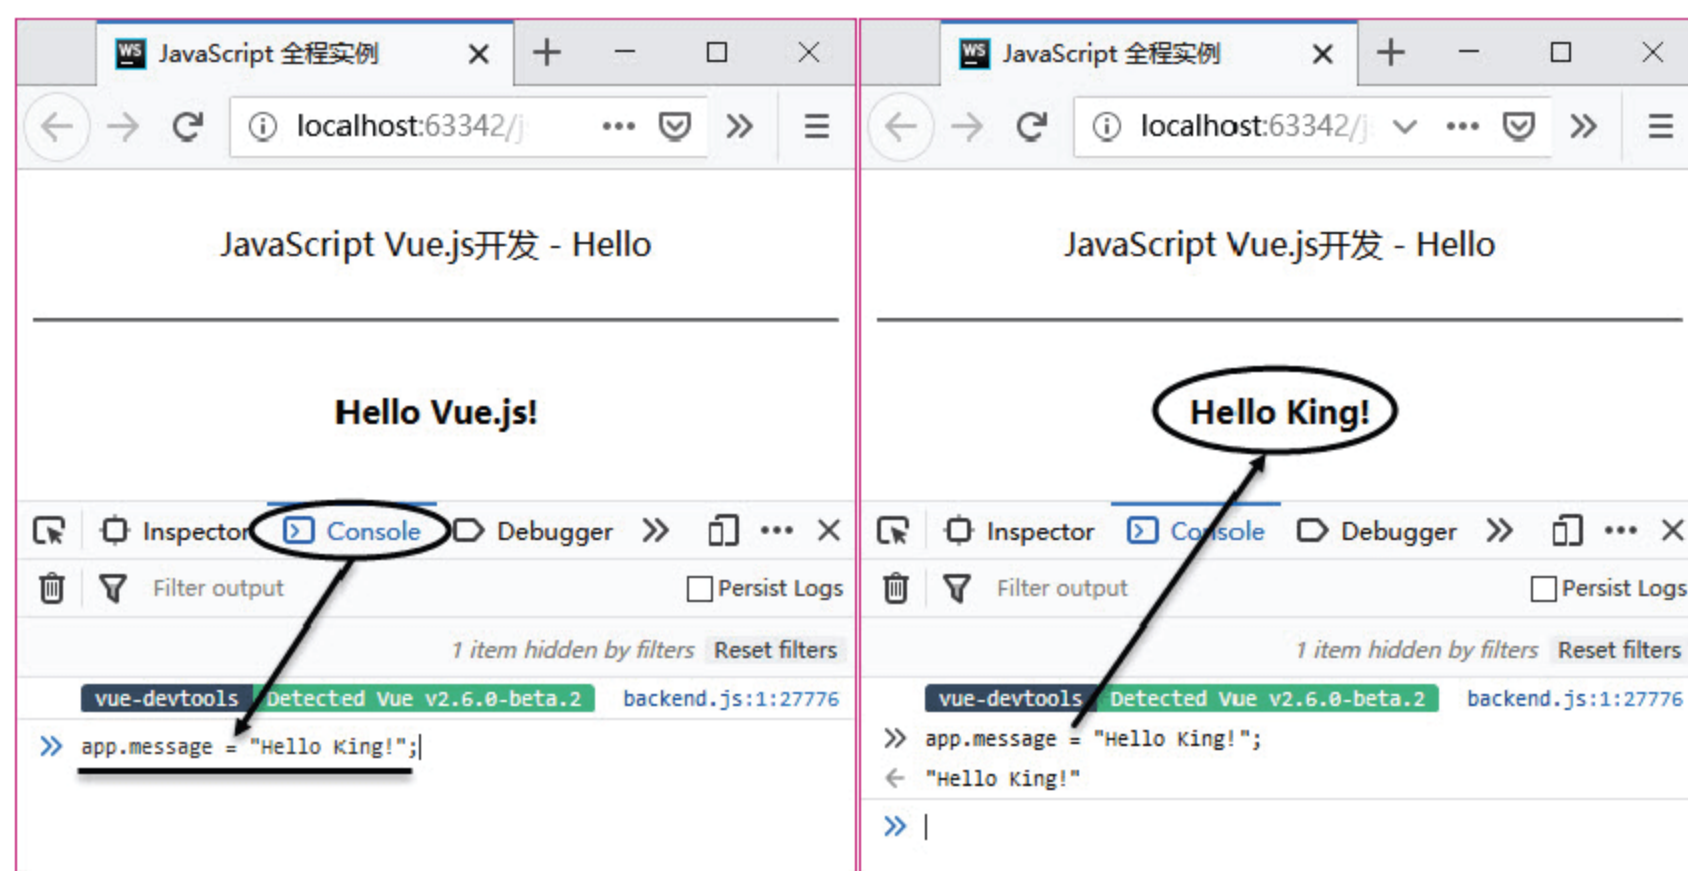 WS JavaScript 全程实例
localhost:63342/j
JavaScript Vue.js开发 - Hello
Hello Vue.js!
Inspector Console Debugger
Filter output Persist Logs
1 item hidden by filters Reset filters
vue-devtools Detected Vue v2.6.0-beta.2 backend.js:1:27776
app.message = "Hello King!";
WS JavaScript 全程实例
localhost:63342/j
JavaScript Vue.js开发 - Hello
Hello King!
Inspector Console Debugger
Filter output Persist Logs
1 item hidden by filters Reset filters
vue-devtools Detected Vue v2.6.0-beta.2 backend.js:1:27776
app.message = "Hello King!";
"Hello King!"